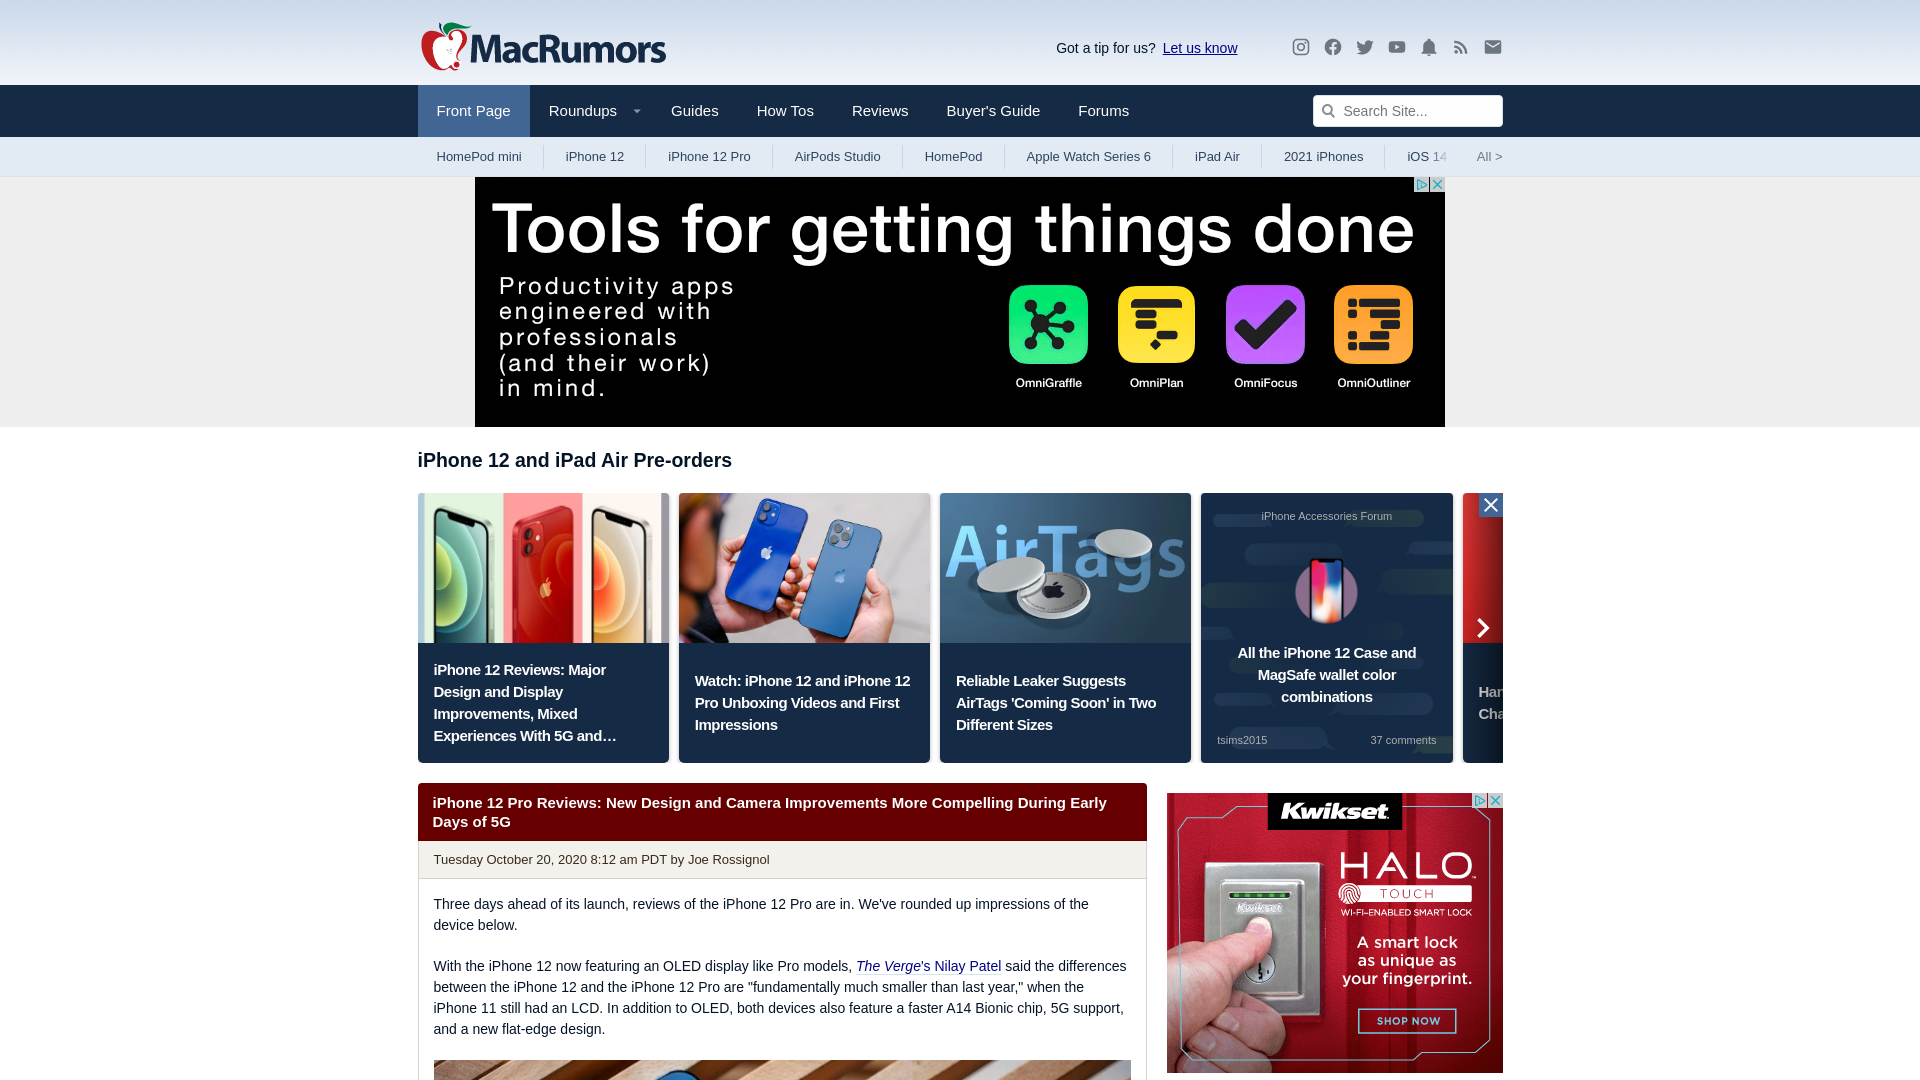 MacRumors
Got a tip for us? Let us know
Front Page
Roundups
Guides
How Tos
Reviews
Buyer's Guide
Forums
Search Site...
HomePod mini
iPhone 12
iPhone 12 Pro
AirPods Studio
HomePod
Apple Watch Series 6
iPad Air
2021 iPhones
iOS 14
All >
Tools for getting things done
Productivity apps
engineered with
professionals
(and their work)
in mind.
OmniGraffle
OmniPlan
OmniFocus
OmniOutliner
iPhone 12 and iPad Air Pre-orders
iPhone 12 Reviews: Major
Design and Display
Improvements, Mixed
Experiences With 5G and…
Watch: iPhone 12 and iPhone 12
Pro Unboxing Videos and First
Impressions
AirTags
Reliable Leaker Suggests
AirTags 'Coming Soon' in Two
Different Sizes
iPhone Accessories Forum
All the iPhone 12 Case and
MagSafe wallet color
combinations
tsims2015
37 comments
iPhone 12 Pro Reviews: New Design and Camera Improvements More Compelling During Early
Days of 5G
Tuesday October 20, 2020 8:12 am PDT by Joe Rossignol
Three days ahead of its launch, reviews of the iPhone 12 Pro are in. We've rounded up impressions of the
device below.
With the iPhone 12 now featuring an OLED display like Pro models, The Verge's Nilay Patel said the differences
between the iPhone 12 and the iPhone 12 Pro are "fundamentally much smaller than last year," when the
iPhone 11 still had an LCD. In addition to OLED, both devices also feature a faster A14 Bionic chip, 5G support,
and a new flat-edge design.
Kwikset
HALO
TOUCH
WI-FI-ENABLED SMART LOCK
Kwikset
A smart lock
as unique as
your fingerprint.
SHOP NOW